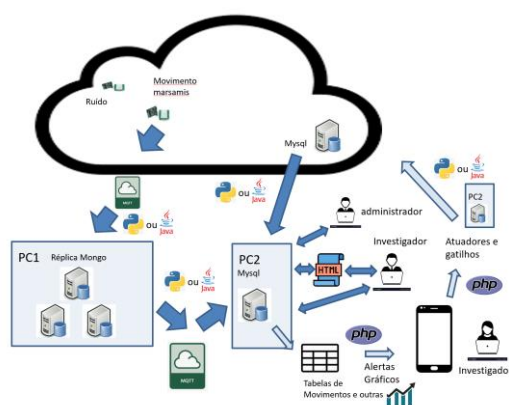 Ruído
Movimento
marsamis
Mysql
MQTT
ou
Java
ou
Java
ou
Java
PC2
administrador
Investigador
Atuadores e
gatilhos
PC1
Réplica Mongo
ou
Java
PC2
Mysql
HTML
php
MQTT
php
Tabelas de
Movimentos e outras
Alertas
Gráficos
Investigado